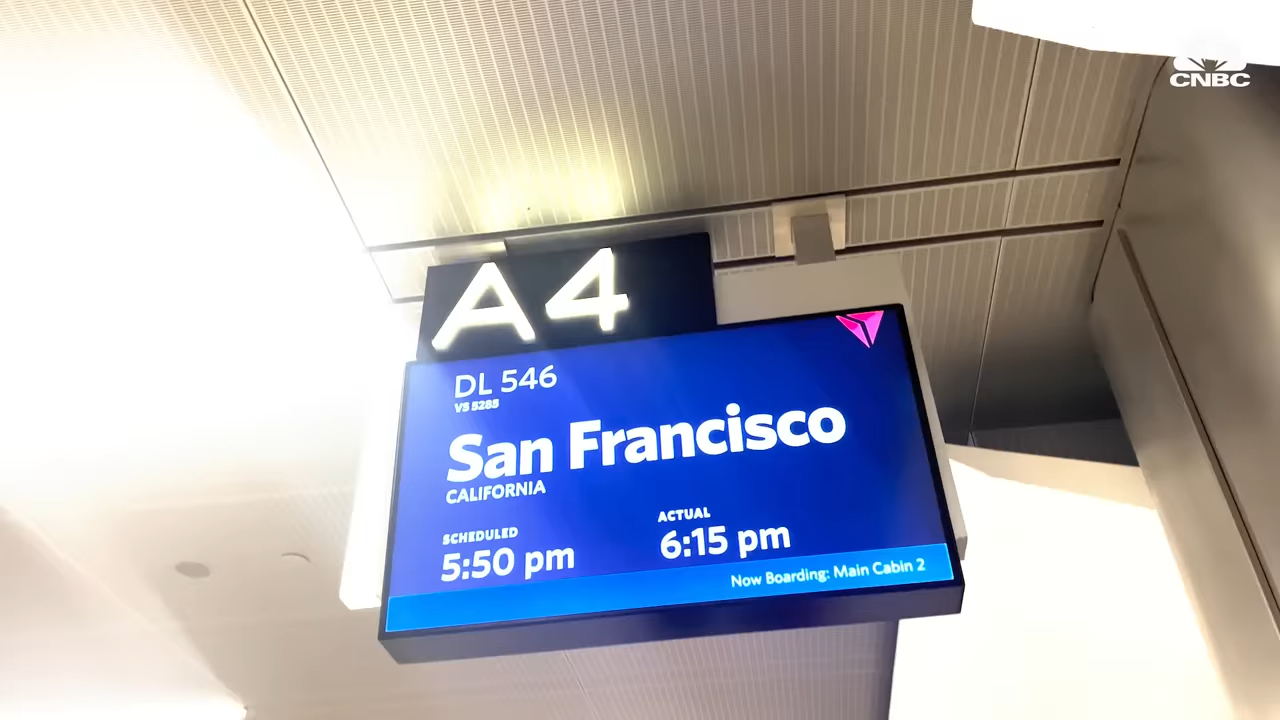 CNBC
A4
DL 546
VS 5285
San Francisco
CALIFORNIA
SCHEDULED
5:50 pm
ACTUAL
6:15 pm
Now Boarding: Main Cabin 2